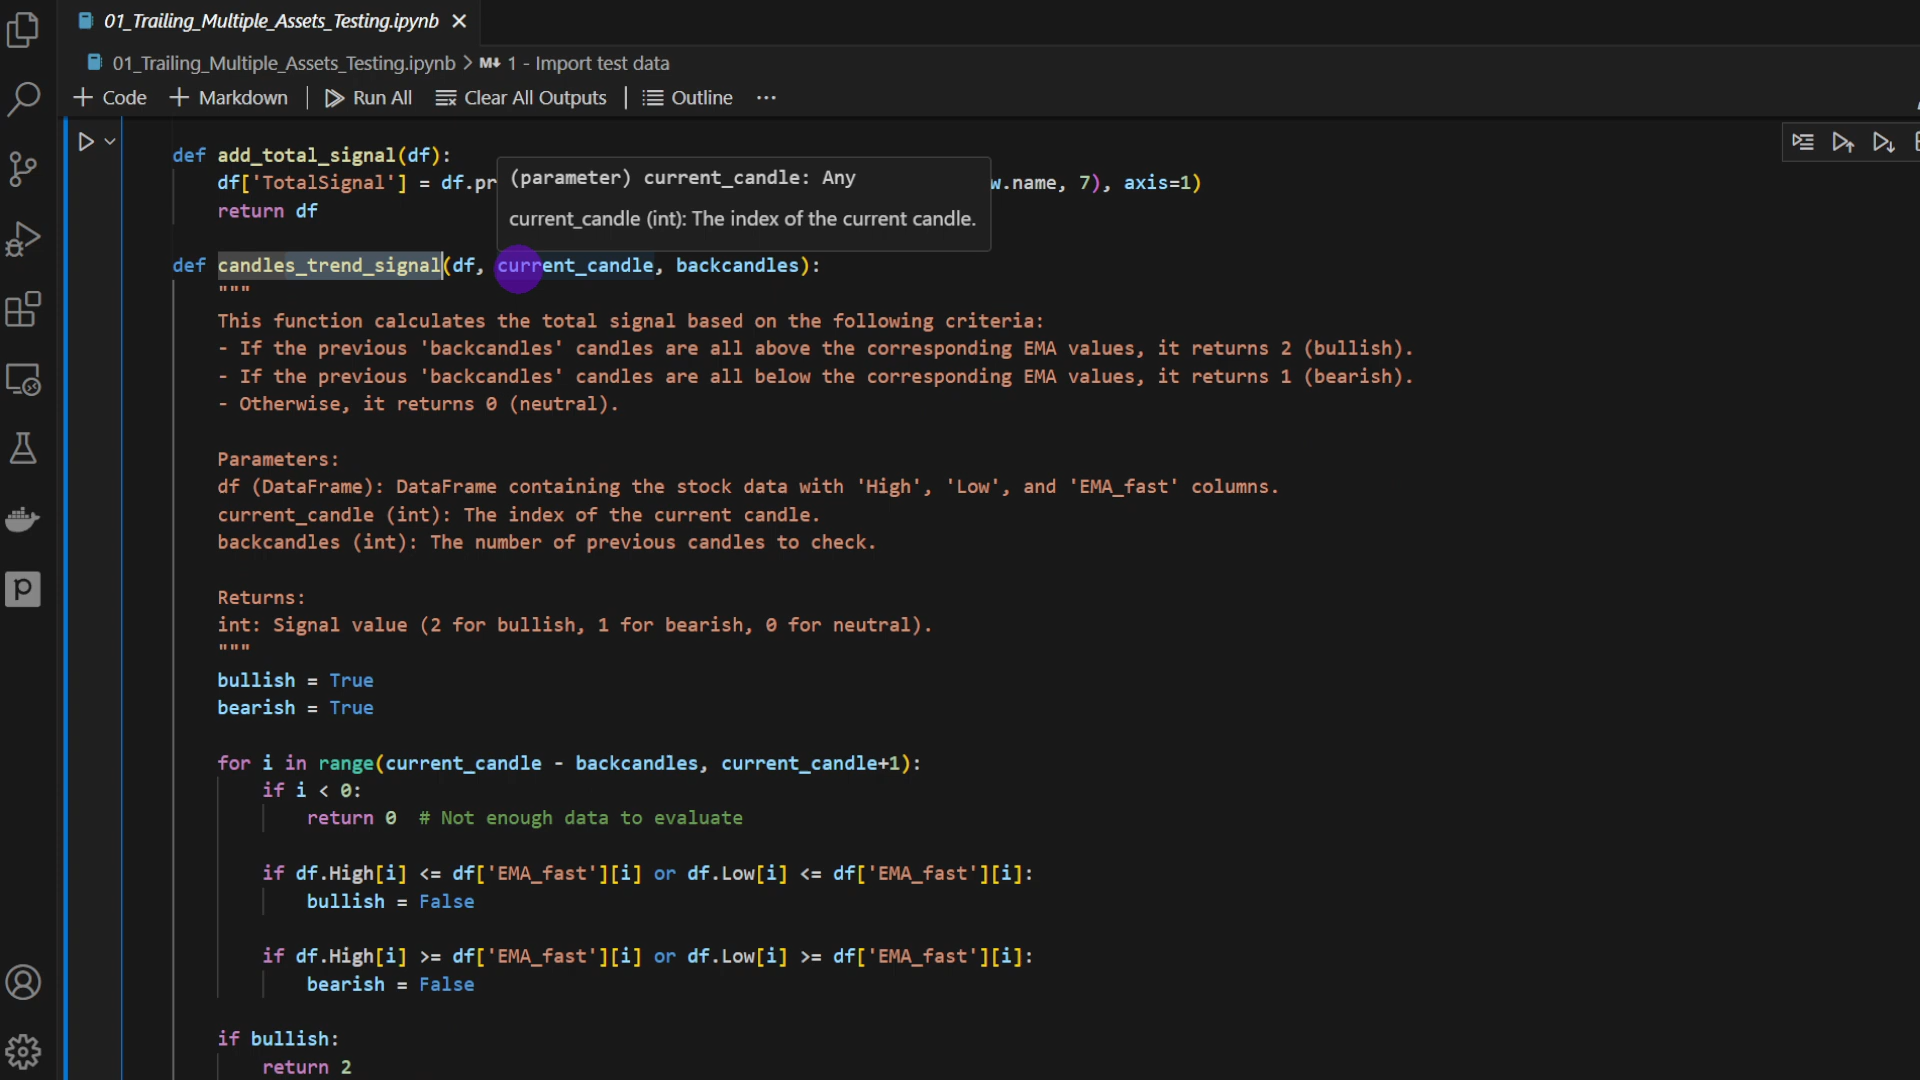 01_Trailing_Multiple_Assets_Testing.ipynb
01_Trailing_Multiple_Assets_Testing.ipynb > M↓ 1 - Import test data
+ Code + Markdown | Run All Clear All Outputs | Outline ...
def add_total_signal(df):
(parameter) current_candle: Any
df['TotalSignal'] = df.pr w.name, 7), axis=1)
return df
current_candle (int): The index of the current candle.
def candles_trend_signal(df, current_candle, backcandles):
"""
This function calculates the total signal based on the following criteria:
- If the previous 'backcandles' candles are all above the corresponding EMA values, it returns 2 (bullish).
- If the previous 'backcandles' candles are all below the corresponding EMA values, it returns 1 (bearish).
- Otherwise, it returns 0 (neutral).
Parameters:
df (DataFrame): DataFrame containing the stock data with 'High', 'Low', and 'EMA_fast' columns.
current_candle (int): The index of the current candle.
backcandles (int): The number of previous candles to check.
Returns:
int: Signal value (2 for bullish, 1 for bearish, 0 for neutral).
"""
bullish = True
bearish = True
for i in range(current_candle - backcandles, current_candle+1):
if i < 0:
return 0 # Not enough data to evaluate
if df.High[i] <= df['EMA_fast'][i] or df.Low[i] <= df['EMA_fast'][i]:
bullish = False
if df.High[i] >= df['EMA_fast'][i] or df.Low[i] >= df['EMA_fast'][i]:
bearish = False
if bullish:
return 2